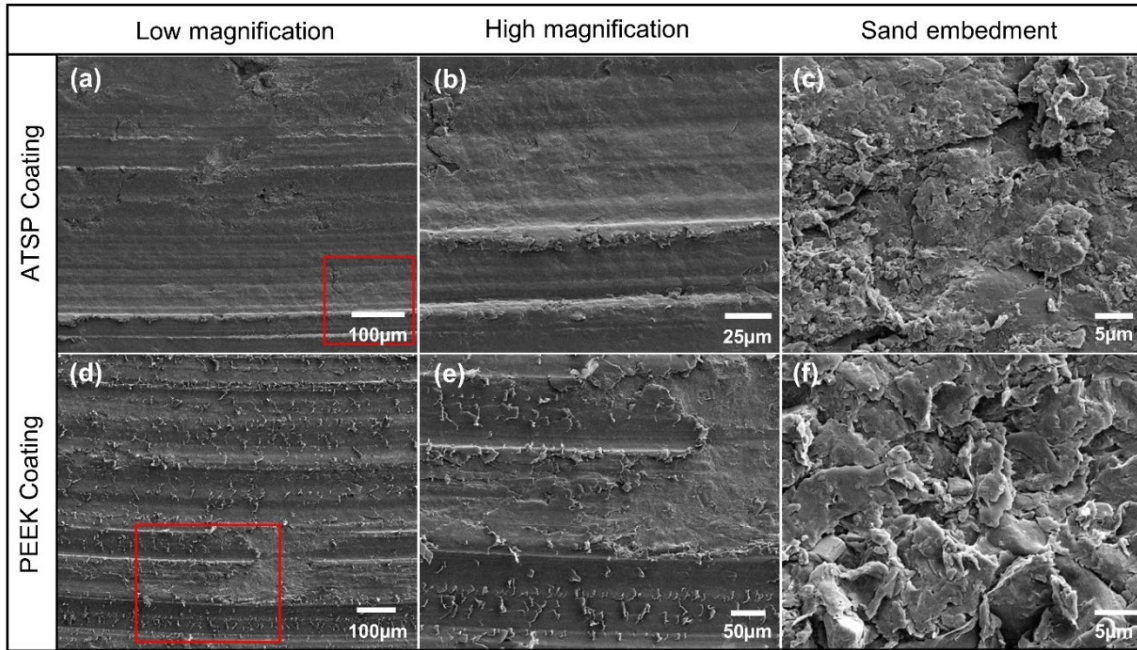 Low magnification
High magnification
Sand embedment
ATSP Coating
(a)
100µm
(b)
25µm
(c)
5µm
PEEK Coating
(d)
100µm
(e)
50µm
(f)
5µm